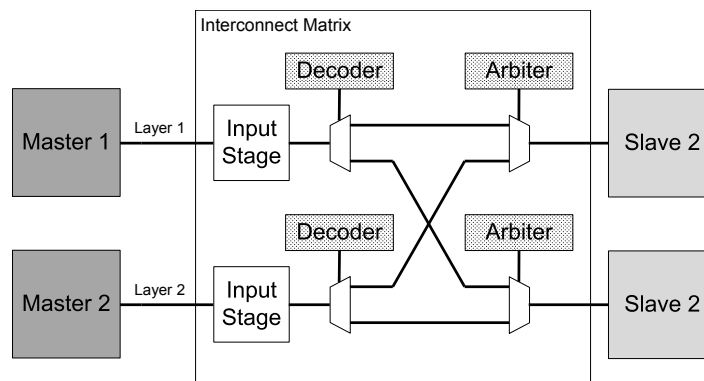 Interconnect Matrix
Decoder
Arbiter
Master 1
Layer 1
Input
Stage
Slave 2
Decoder
Arbiter
Master 2
Layer 2
Input
Stage
Slave 2